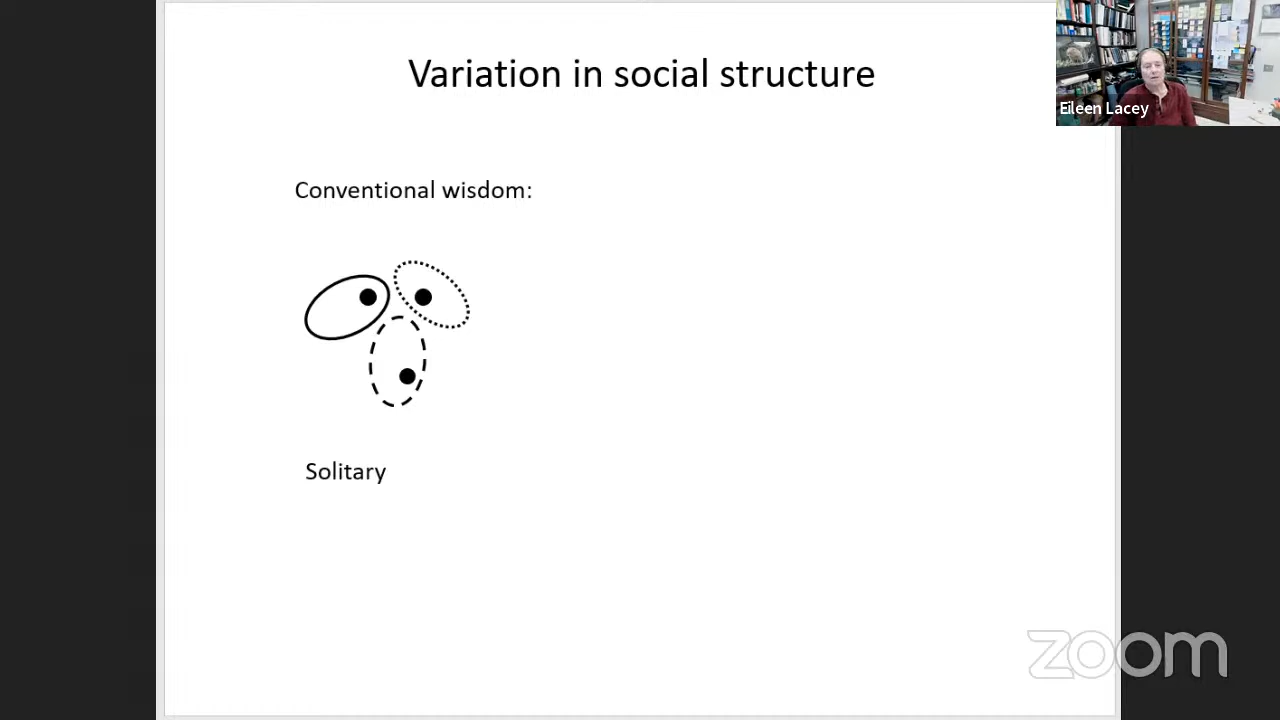 Variation in social structure
Eileen Lacey
Conventional wisdom:
Solitary
zoom